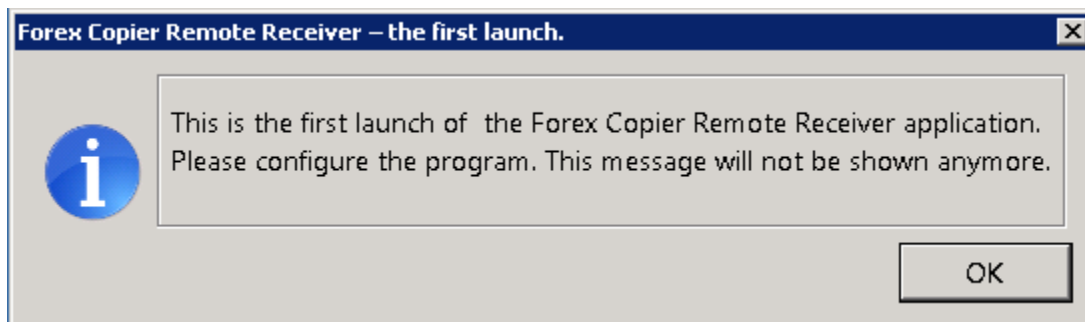 Forex Copier Remote Receiver – the first launch.
This is the first launch of  the Forex Copier Remote Receiver application.
Please configure the program. This message will not be shown anymore.
OK